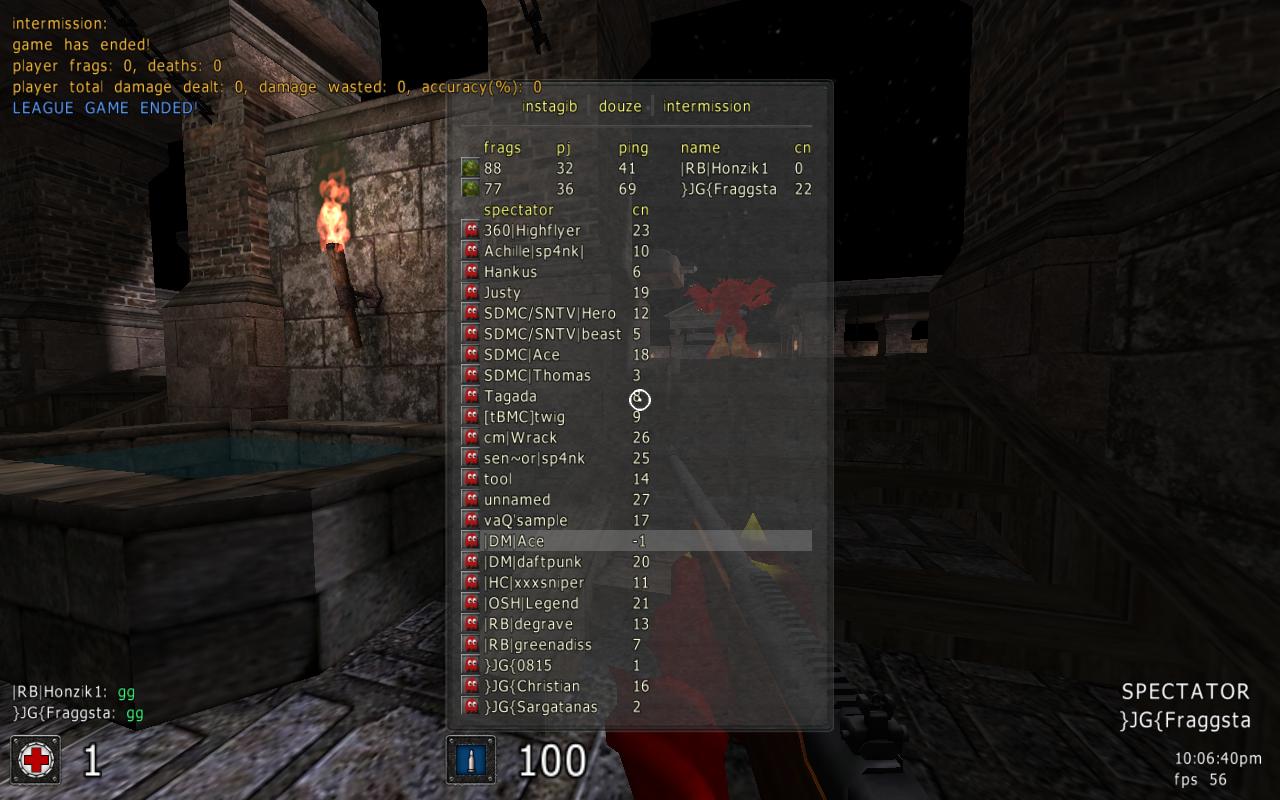 intermission:
game has ended!
player frags: 0, deaths: 0
player total damage dealt: 0, damage wasted: 0, accuracy(%): 0
LEAGUE GAME ENDED!
instagib douze intermission
frags pj ping name cn
88 32 41 |RB|Honzik1 0
77 36 69 }JG{Fraggsta 22
spectator cn
360|Highflyer 23
Achille|sp4nk| 10
Hankus 6
Justy 19
SDMC/SNTV|Hero 12
SDMC/SNTV|beast 5
SDMC|Ace 18
SDMC|Thomas 3
Tagada
[tBMC]twig 9
cm|Wrack 26
sen~or|sp4nk 25
tool 14
unnamed 27
vaQ'sample 17
|DM|Ace -1
|DM|daftpunk 20
|HC|xxxsniper 11
|OSH|Legend 21
|RB|degrave 13
|RB|greenadiss 7
}JG{0815 1
}JG{Christian 16
}JG{Sargatanas 2
|RB|Honzik1: gg
}JG{Fraggsta: gg
1
100
SPECTATOR
}JG{Fraggsta
10:06:40pm
fps 56